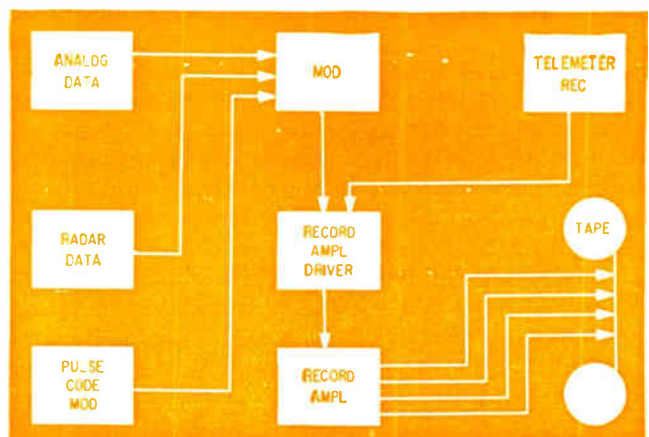 ANALOG
DATA
MOD
TELEMETER
REC
RADAR
DATA
RECORD
AMPL
DRIVER
TAPE
PULSE
CODE
MOD
RECORD
AMPL